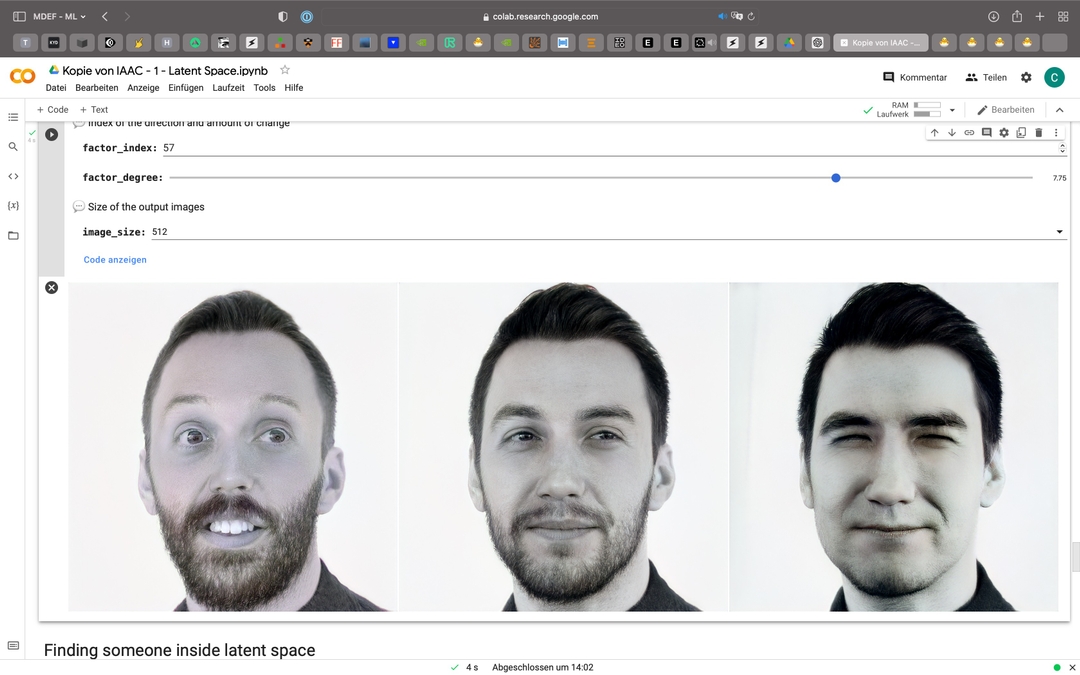 MDEF - ML
colab.research.google.com
T
XYD
H
FF
E
E
Kopie von IAAC -...
Kopie von IAAC - 1 - Latent Space.ipynb
Kommentar
Teilen
C
Datei Bearbeiten Anzeige Einfügen Laufzeit Tools Hilfe
+ Code + Text
RAM
Laufwerk
Bearbeiten
Index of the direction and amount of change
factor_index: 57
factor_degree:
7.75
Size of the output images
{x}
image_size: 512
Code anzeigen
Finding someone inside latent space
4 s Abgeschlossen um 14:02